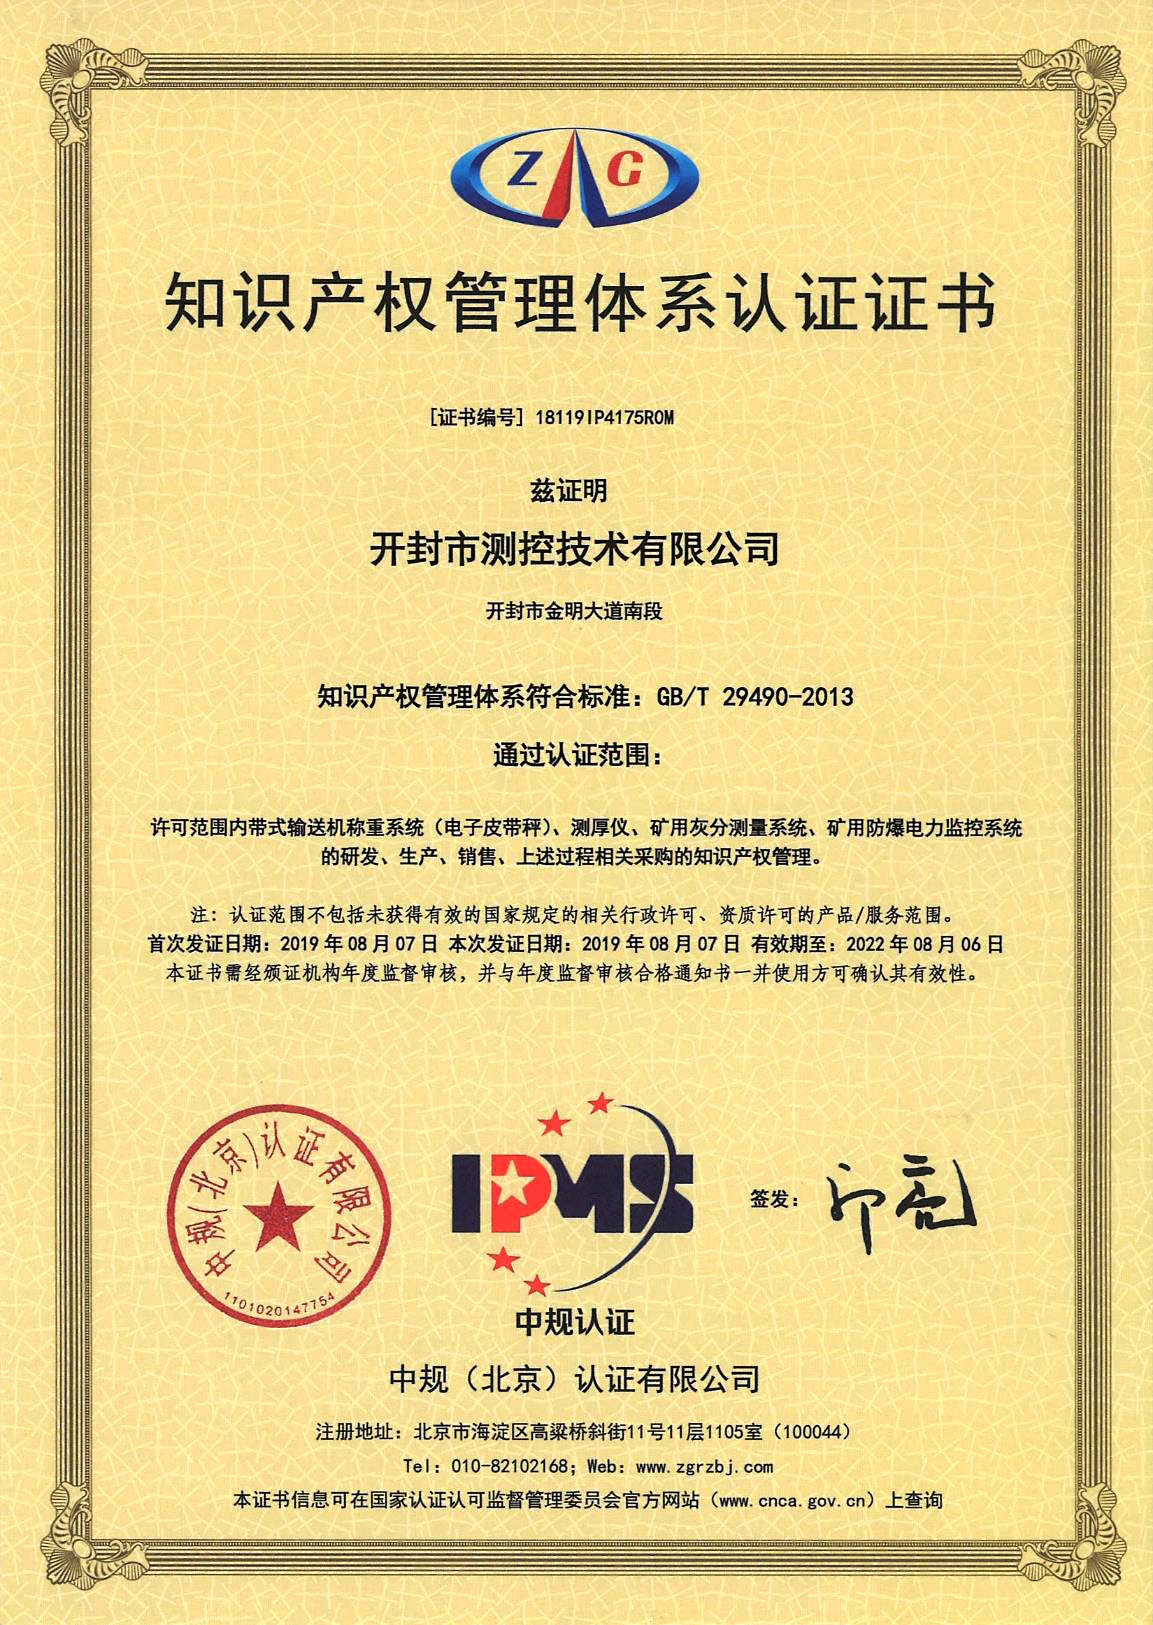 Z G
知识产权管理体系认证证书
[证书编号] 18119IP4175R0M
兹证明
开封市测控技术有限公司
开封市金明大道南段
知识产权管理体系符合标准：GB/T 29490-2013
通过认证范围：
许可范围内带式输送机称重系统（电子皮带秤）、测厚仪、矿用灰分测量系统、矿用防爆电力监控系统
的研发、生产、销售、上述过程相关采购的知识产权管理。
注：认证范围不包括未获得有效的国家规定的相关行政许可、资质许可的产品/服务范围。
首次发证日期：2019 年 08 月 07 日 本次发证日期：2019 年 08 月 07 日 有效期至：2022 年 08 月 06 日
本证书需经颁证机构年度监督审核，并与年度监督审核合格通知书一并使用方可确认其有效性。
中规(北京)认证有限公司
1101020147754
IPMS
中规认证
签发：
中规（北京）认证有限公司
注册地址：北京市海淀区高粱桥斜街11号11层1105室（100044）
Tel：010-82102168；Web：www.zgrzbj.com
本证书信息可在国家认证认可监督管理委员会官方网站（www.cnca.gov.cn）上查询